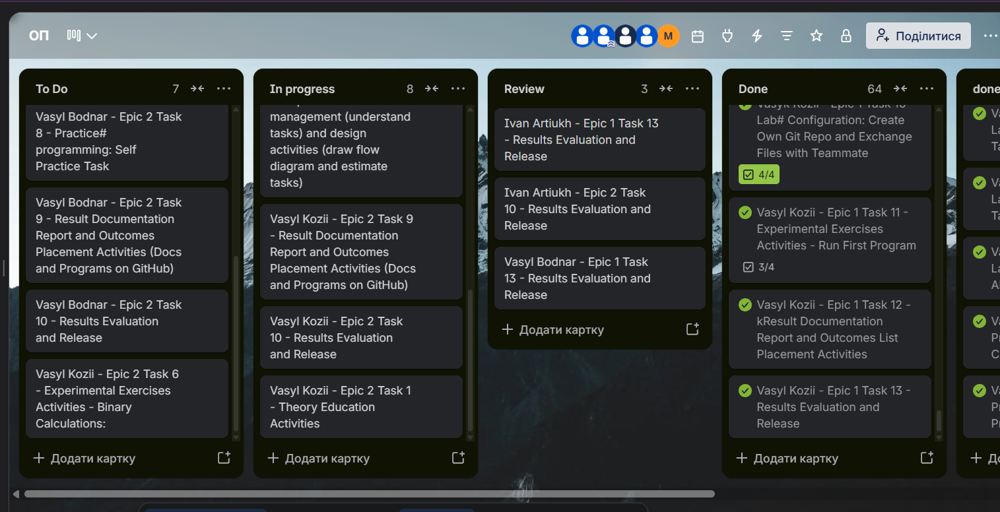 ОП
M
Поділитися
To Do
7
Vasyl Bodnar - Epic 2 Task
8 - Practice#
programming: Self
Practice Task
Vasyl Bodnar - Epic 2 Task
9 - Result Documentation
Report and Outcomes
Placement Activities (Docs
and Programs on GitHub)
Vasyl Bodnar - Epic 2 Task
10 - Results Evaluation
and Release
Vasyl Kozii - Epic 2 Task 6
- Experimental Exercises
Activities - Binary
Calculations:
Додати картку
In progress
8
management (understand
tasks) and design
activities (draw flow
diagram and estimate
tasks)
Vasyl Kozii - Epic 2 Task 9
- Result Documentation
Report and Outcomes
Placement Activities (Docs
and Programs on GitHub)
Vasyl Kozii - Epic 2 Task
10 - Results Evaluation
and Release
Vasyl Kozii - Epic 2 Task 1
- Theory Education
Activities
Додати картку
Review
3
Ivan Artiukh - Epic 1 Task 13
- Results Evaluation and
Release
Ivan Artiukh - Epic 2 Task
10 - Results Evaluation and
Release
Vasyl Bodnar - Epic 1 Task
13 - Results Evaluation and
Release
Додати картку
Done
64
Vasyk Kozii - Epic 1 Task 10
Lab# Configuration: Create
Own Git Repo and Exchange
Files with Teammate
4/4
Vasyl Kozii - Epic 1 Task 11 -
Experimental Exercises
Activities - Run First Program
3/4
Vasyl Kozii - Epic 1 Task 12 -
kResult Documentation
Report and Outcomes List
Placement Activities
Vasyl Kozii - Epic 1 Task 13 -
Results Evaluation and
Release
Додати картку
done